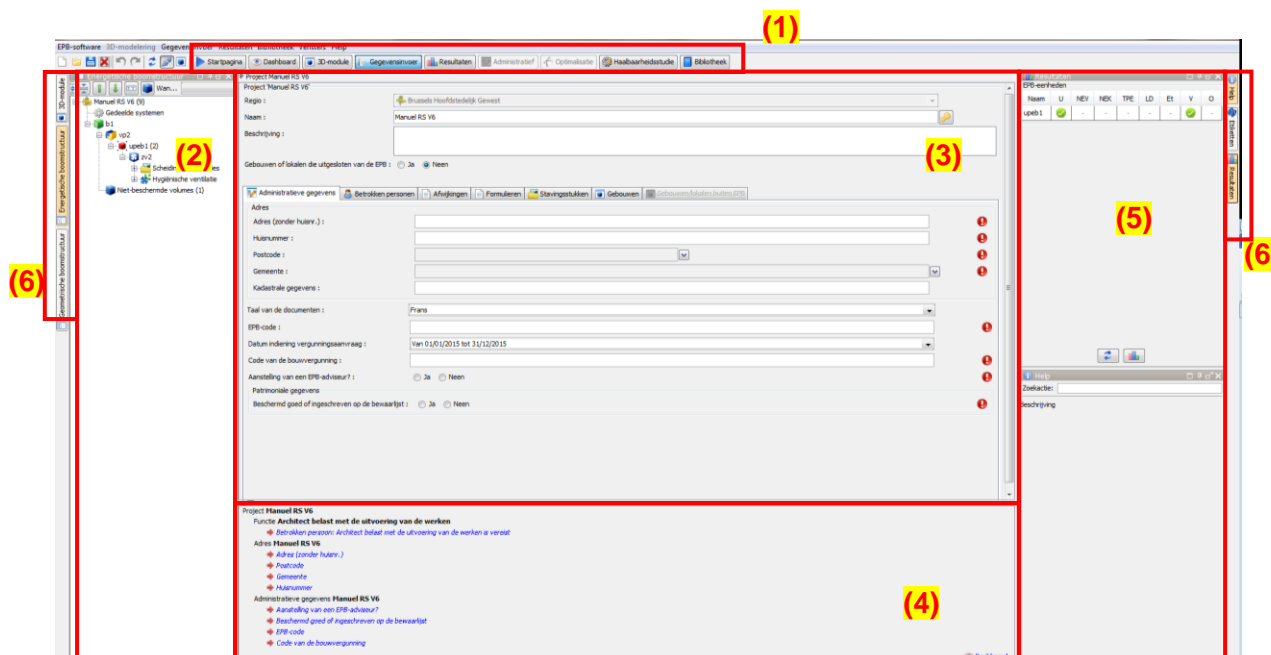 (1)
EPB-software 3D-modelering Gegevensinvoer Resultaten Bibliotheek Vensters Help
Startpagina Dashboard 3D-module Gegevensinvoer Resultaten Administratief Optimalisatie Haalbaarheidsstudie Bibliotheek
3D-module
Energetische boomstructuur
Geometrische boomstructuur
(6)
Energetische boomstructuur
Wan...
Manuel RS V6 (9)
Gedeelde systemen
b1
vp2
upeb1 (2)
zv2
Hygiënische ventilatie
Niet-beschermde volumes (1)
(2)
Project Manuel RS V6
Project 'Manuel RS V6'
Regio : Brussels Hoofdstedelijk Gewest
Naam : Manuel RS V6
Beschrijving :
(3)
Gebouwen of lokalen die uitgesloten van de EPB : Ja Neen
Administratieve gegevens Betrokken personen Afwijkingen Formulieren Stavingsstukken Gebouwen Gebouwen/lokalen buiten EPB
Adres
Adres (zonder huisnr.) :
Huisnummer :
Postcode :
Gemeente :
Kadastrale gegevens :
Taal van de documenten : Frans
EPB-code :
Datum indiening vergunningsaanvraag : Van 01/01/2015 tot 31/12/2015
Code van de bouwvergunning :
Aanstelling van een EPB-adviseur? : Ja Neen
Patrimoniale gegevens
Beschermd goed of ingeschreven op de bewaarlijst : Ja Neen
Project Manuel RS V6
Functie Architect belast met de uitvoering van de werken
Betrokken persoon: Architect belast met de uitvoering van de werken is vereist
Adres Manuel RS V6
Adres (zonder huisnr.)
Postcode
Gemeente
Huisnummer
Administratieve gegevens Manuel RS V6
Aanstelling van een EPB-adviseur?
Beschermd goed of ingeschreven op de bewaarlijst
EPB-code
Code van de bouwvergunning
(4)
Resultaten
EPB-eenheden
Naam U NEV NEK TPE LD Et V O
upeb1 - - - - - -
(5)
Help
Zoekactie:
Beschrijving
Help
Etiketten
Resultaten
(6